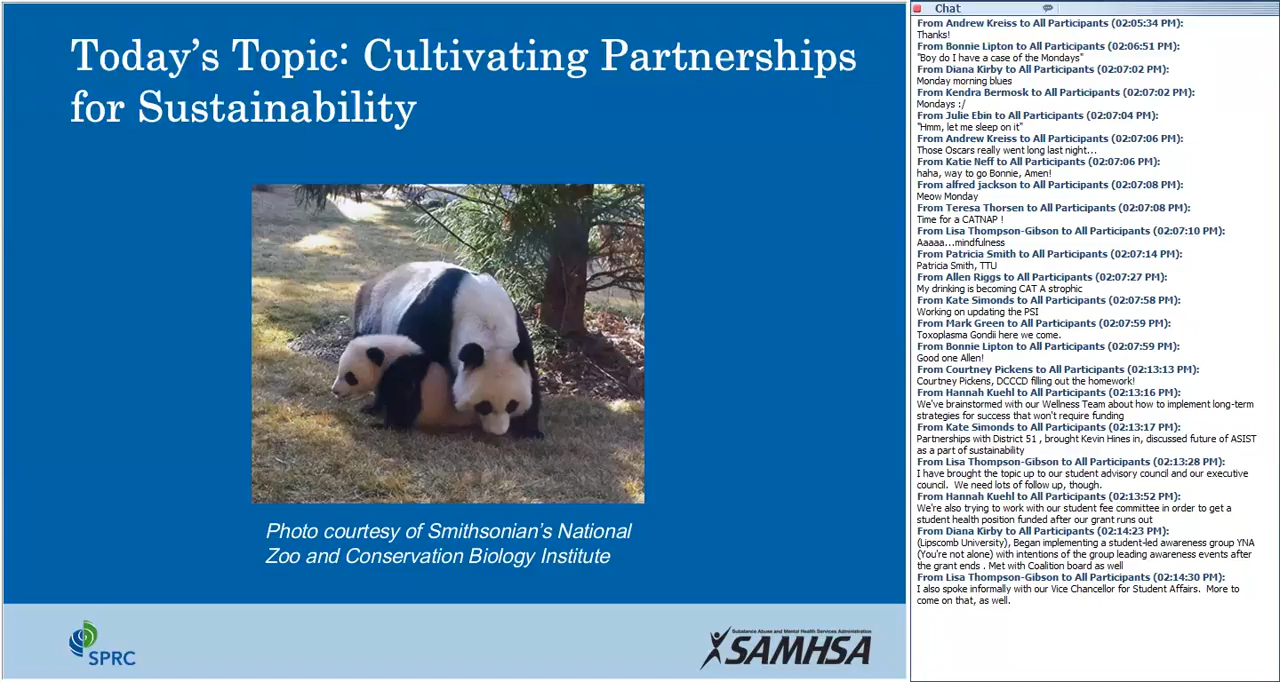 Today's Topic: Cultivating Partnerships
for Sustainability
Photo courtesy of Smithsonian's National
Zoo and Conservation Biology Institute
SPRC
Substance Abuse and Mental Health Services Administration
SAMHSA
Chat
From Andrew Kreiss to All Participants (02:05:34 PM):
Thanks!
From Bonnie Lipton to All Participants (02:06:51 PM):
"Boy do I have a case of the Mondays"
From Diana Kirby to All Participants (02:07:02 PM):
Monday morning blues
From Kendra Bermosk to All Participants (02:07:02 PM):
Mondays :/
From Julie Ebin to All Participants (02:07:04 PM):
"Hmm, let me sleep on it"
From Andrew Kreiss to All Participants (02:07:06 PM):
Those Oscars really went long last night...
From Katie Neff to All Participants (02:07:06 PM):
haha, way to go Bonnie, Amen!
From alfred jackson to All Participants (02:07:08 PM):
Meow Monday
From Teresa Thorsen to All Participants (02:07:08 PM):
Time for a CATNAP !
From Lisa Thompson-Gibson to All Participants (02:07:10 PM):
Aaaaa...mindfulness
From Patricia Smith to All Participants (02:07:14 PM):
Patricia Smith, TTU
From Allen Riggs to All Participants (02:07:27 PM):
My drinking is becoming CAT A strophic
From Kate Simonds to All Participants (02:07:58 PM):
Working on updating the PSI
From Mark Green to All Participants (02:07:59 PM):
Toxoplasma Gondii here we come.
From Bonnie Lipton to All Participants (02:07:59 PM):
Good one Allen!
From Courtney Pickens to All Participants (02:13:13 PM):
Courtney Pickens, DCCCD filling out the homework!
From Hannah Kuehl to All Participants (02:13:16 PM):
We've brainstormed with our Wellness Team about how to implement long-term
strategies for success that won't require funding
From Kate Simonds to All Participants (02:13:17 PM):
Partnerships with District 51 , brought Kevin Hines in, discussed future of ASIST
as a part of sustainability
From Lisa Thompson-Gibson to All Participants (02:13:28 PM):
I have brought the topic up to our student advisory council and our executive
council.  We need lots of follow up, though.
From Hannah Kuehl to All Participants (02:13:52 PM):
We're also trying to work with our student fee committee in order to get a
student health position funded after our grant runs out
From Diana Kirby to All Participants (02:14:23 PM):
(Lipscomb University), Began implementing a student-led awareness group YNA
(You're not alone) with intentions of the group leading awareness events after
the grant ends . Met with Coalition board as well
From Lisa Thompson-Gibson to All Participants (02:14:30 PM):
I also spoke informally with our Vice Chancellor for Student Affairs.  More to
come on that, as well.